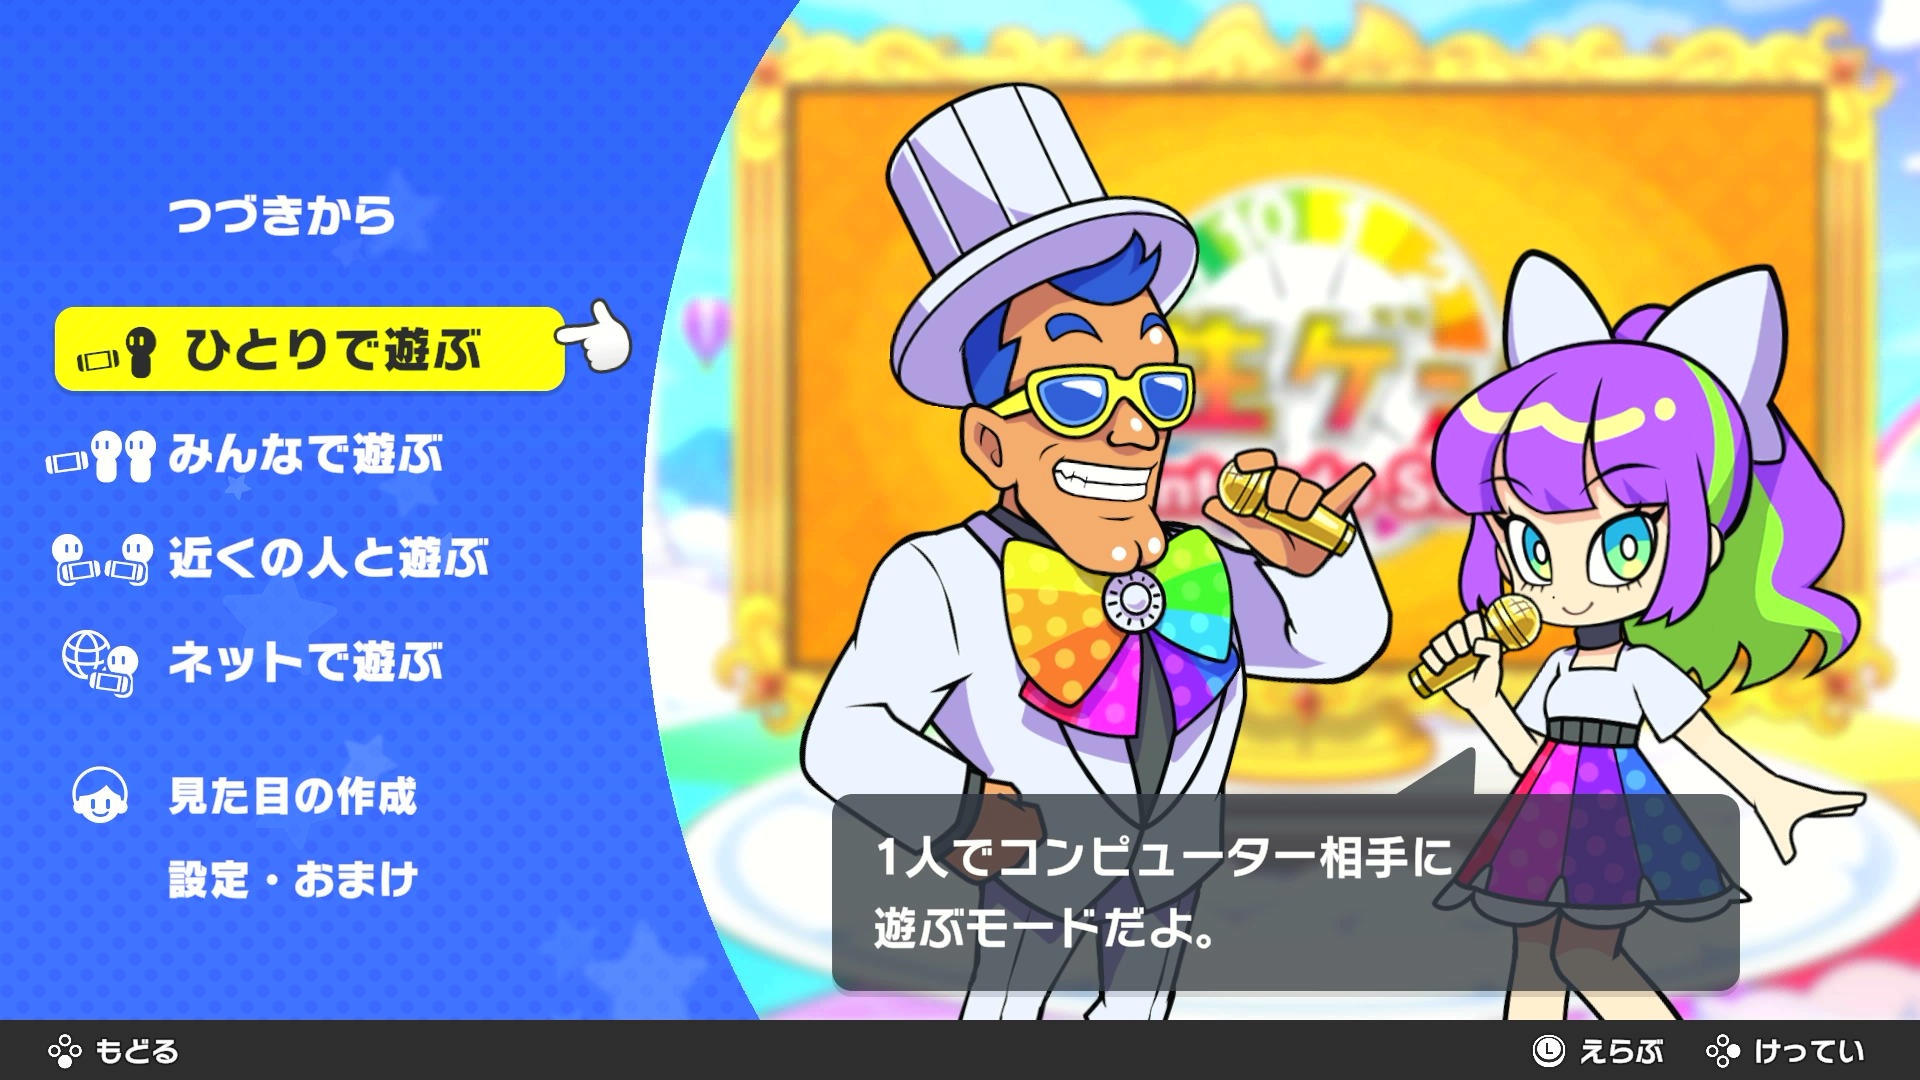 つづきから
ひとりで遊ぶ
みんなで遊ぶ
近くの人と遊ぶ
ネットで遊ぶ
見た目の作成
設定・おまけ
10
1人でコンピューター相手に
遊ぶモードだよ。
もどる
L えらぶ
けってい